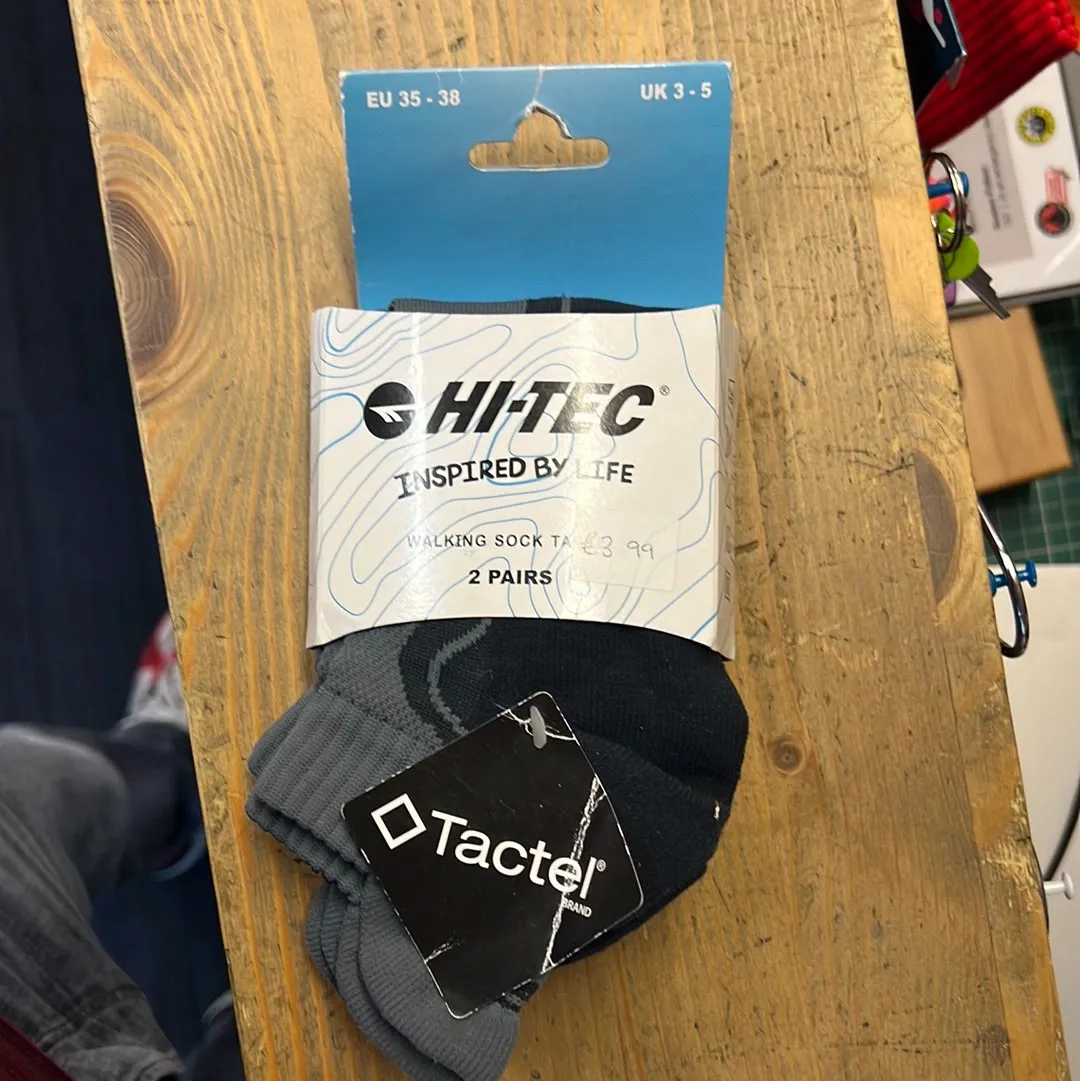 EU 35 - 38
UK 3 - 5
HI-TEC®
INSPIRED BY LIFE
WALKING SOCK TA
£3 99
2 PAIRS
Tactel®
BRAND